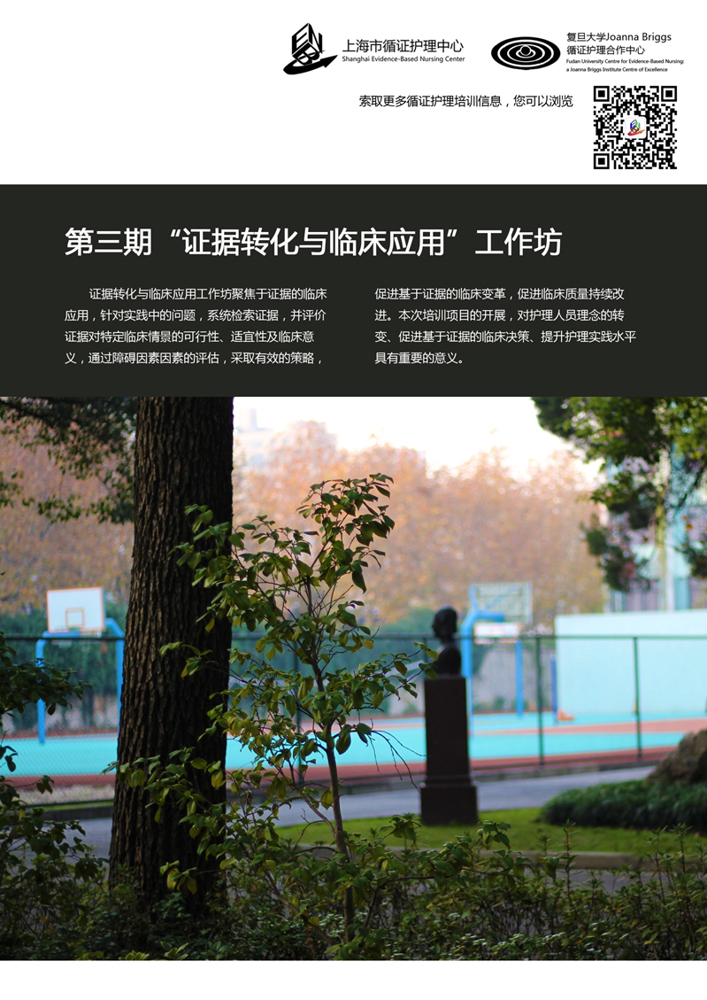 上海市循证护理中心
Shanghai Evidence-Based Nursing Center
复旦大学Joanna Briggs
循证护理合作中心
Fudan University Centre for Evidence-Based Nursing:
a Joanna Briggs Institute Centre of Excellence
索取更多循证护理培训信息，您可以浏览
第三期“证据转化与临床应用”工作坊
证据转化与临床应用工作坊聚焦于证据的临床
应用，针对实践中的问题，系统检索证据，并评价
证据对特定临床情景的可行性、适宜性及临床意
义，通过障碍因素因素的评估，采取有效的策略，
促进基于证据的临床变革，促进临床质量持续改
进。本次培训项目的开展，对护理人员理念的转
变、促进基于证据的临床决策、提升护理实践水平
具有重要的意义。